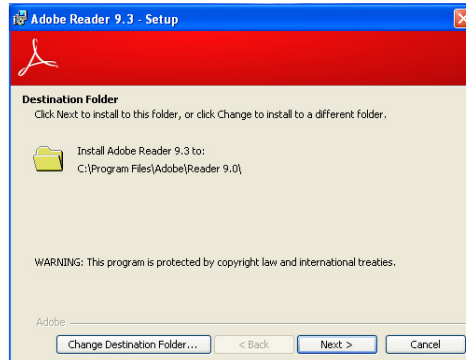 Adobe Reader 9.3 - Setup
Destination Folder
Click Next to install to this folder, or click Change to install to a different folder.
Install Adobe Reader 9.3 to:
C:\Program Files\Adobe\Reader 9.0\
WARNING: This program is protected by copyright law and international treaties.
Adobe
Change Destination Folder... < Back Next > Cancel